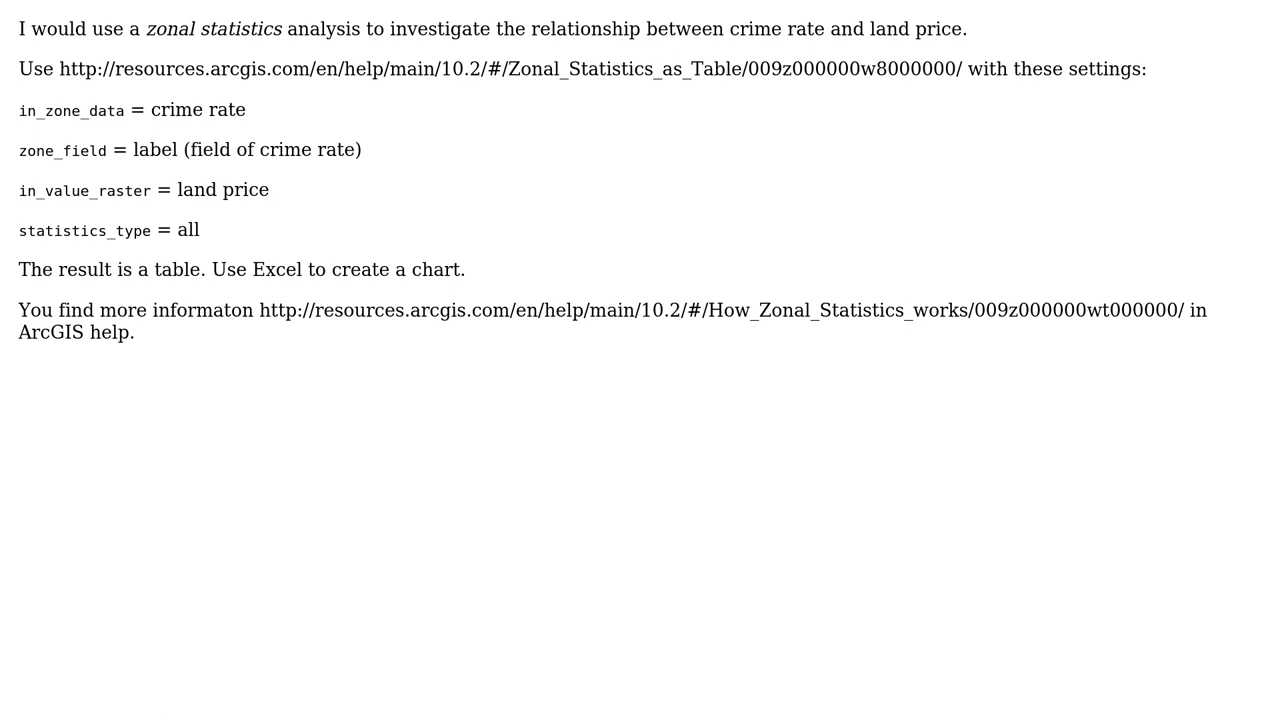 I would use a zonal statistics analysis to investigate the relationship between crime rate and land price.
Use http://resources.arcgis.com/en/help/main/10.2/#/Zonal_Statistics_as_Table/009z000000w8000000/ with these settings:
in_zone_data = crime rate
zone_field = label (field of crime rate)
in_value_raster = land price
statistics_type = all
The result is a table. Use Excel to create a chart.
You find more informaton http://resources.arcgis.com/en/help/main/10.2/#/How_Zonal_Statistics_works/009z000000wt000000/ in
ArcGIS help.